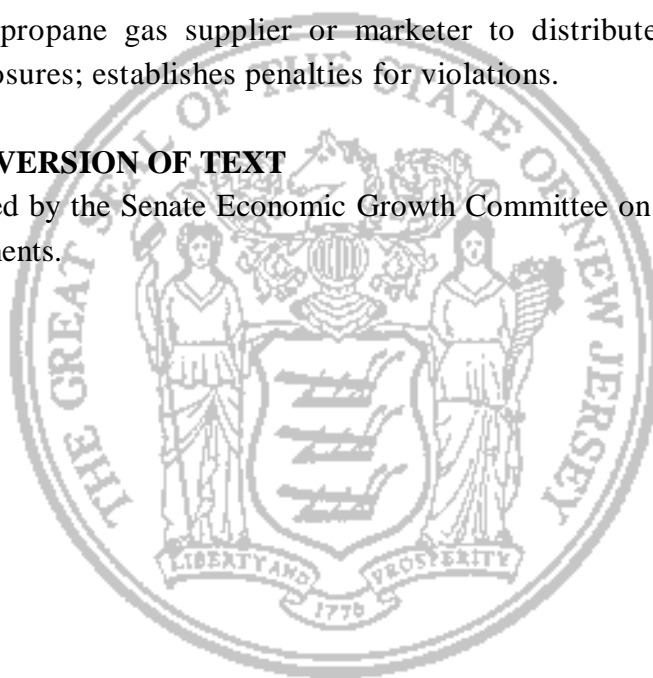 propane gas supplier or marketer to distribute
osures; establishes penalties for violations.
VERSION OF TEXT
ed by the Senate Economic Growth Committee on
ents.
THE GREAT SEAL OF THE STATE OF NEW JERSEY
LIBERTY AND PROSPERITY
1776